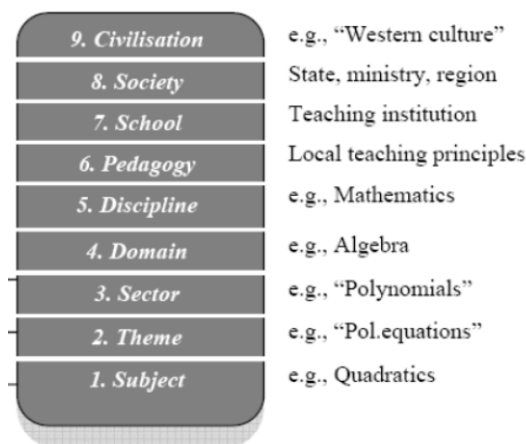 9. Civilisation e.g., “Western culture”
8. Society State, ministry, region
7. School Teaching institution
6. Pedagogy Local teaching principles
5. Discipline e.g., Mathematics
4. Domain e.g., Algebra
3. Sector e.g., “Polynomials”
2. Theme e.g., “Pol.equations”
1. Subject e.g., Quadratics